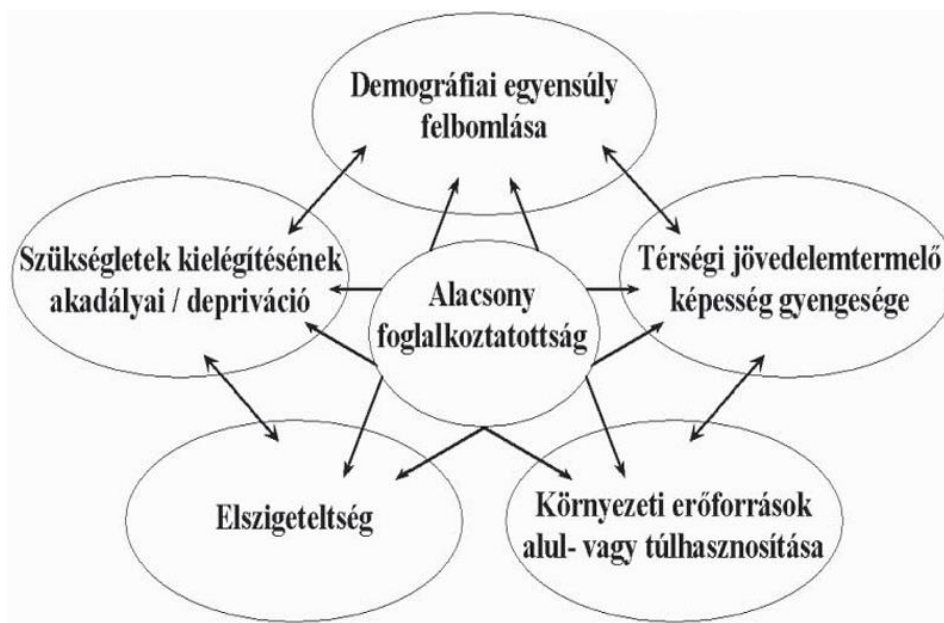 Demográfiai egyensúly
felbomlása
Szükségletek kielégítésének
akadályai / depriváció
Térségi jövedelemtermelő
képesség gyengesége
Alacsony
foglalkoztatottság
Elszigeteltség
Környezeti erőforrások
alul- vagy túlhasznosítása